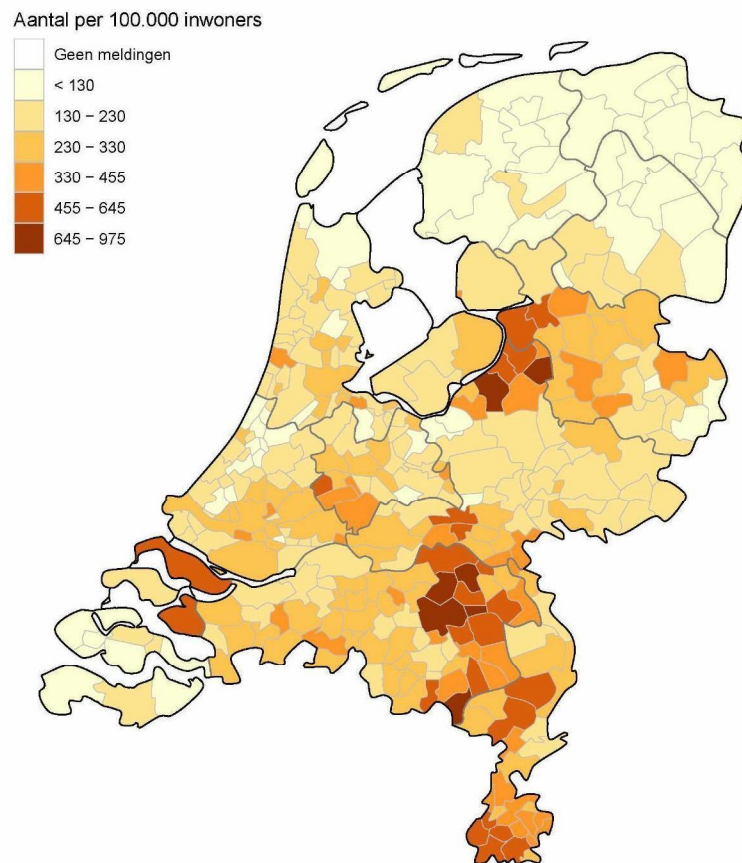 Aantal per 100.000 inwoners
Geen meldingen
< 130
130 − 230
230 − 330
330 − 455
455 − 645
645 − 975